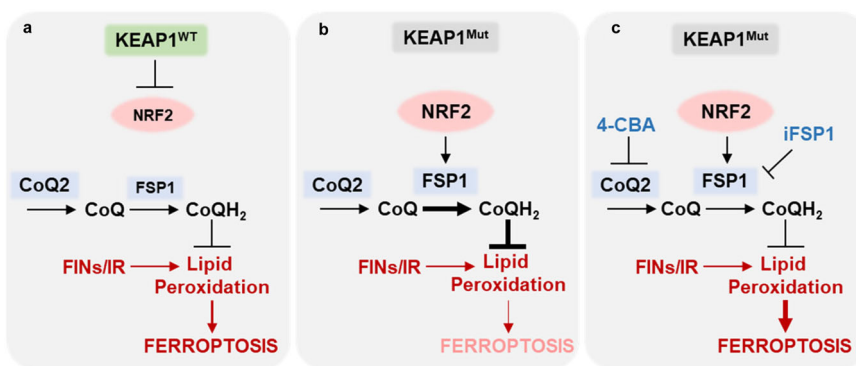 a
KEAP1ᵂᵀ
NRF2
CoQ2
FSP1
CoQ
CoQH₂
FINs/IR
Lipid
Peroxidation
FERROPTOSIS
b
KEAP1ᴹᵘᵗ
NRF2
CoQ2
FSP1
CoQ
CoQH₂
FINs/IR
Lipid
Peroxidation
FERROPTOSIS
c
KEAP1ᴹᵘᵗ
4-CBA
NRF2
iFSP1
CoQ2
FSP1
CoQ
CoQH₂
FINs/IR
Lipid
Peroxidation
FERROPTOSIS